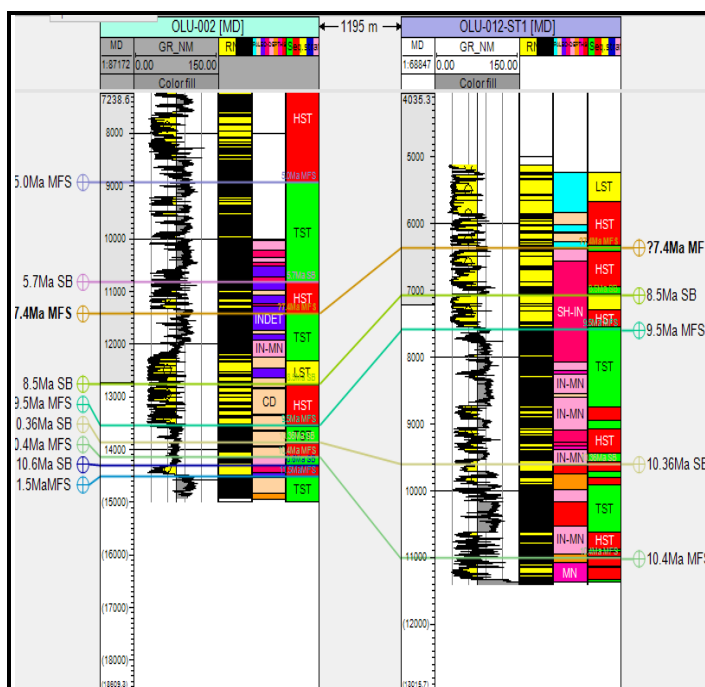 OLU-002 [MD]
1195 m
OLU-012-ST1 [MD]
MD
GR_NM
MD
GR_NM
1:87172
0.00
150.00
1:68847
0.00
150.00
Color fill
Color fill
7238.6
4035.3
HST
8000
5000
LST
5.0Ma MFS
9000
6000
HST
10000
TST
?7.4Ma MF
5.7Ma SB
HST
11000
HST
7000
8.5Ma SB
7.4Ma MFS
INDET
SH-IN
HST
9.5Ma MFS
TST
12000
IN-MN
8000
TST
LST
8.5Ma SB
IN-MN
9.5Ma MFS
13000
CD
HST
9000
IN-MN
HST
0.36Ma SB
TST
IN-MN
10.36Ma SB
0.4Ma MFS
14000
10.6Ma SB
10000
1.5MaMFS
TST
TST
(15000)
IN-MN
HST
(16000)
11000
10.4Ma MFS
MN
(17000)
(12000)
(18000)
(18609.3)
(13015.7)